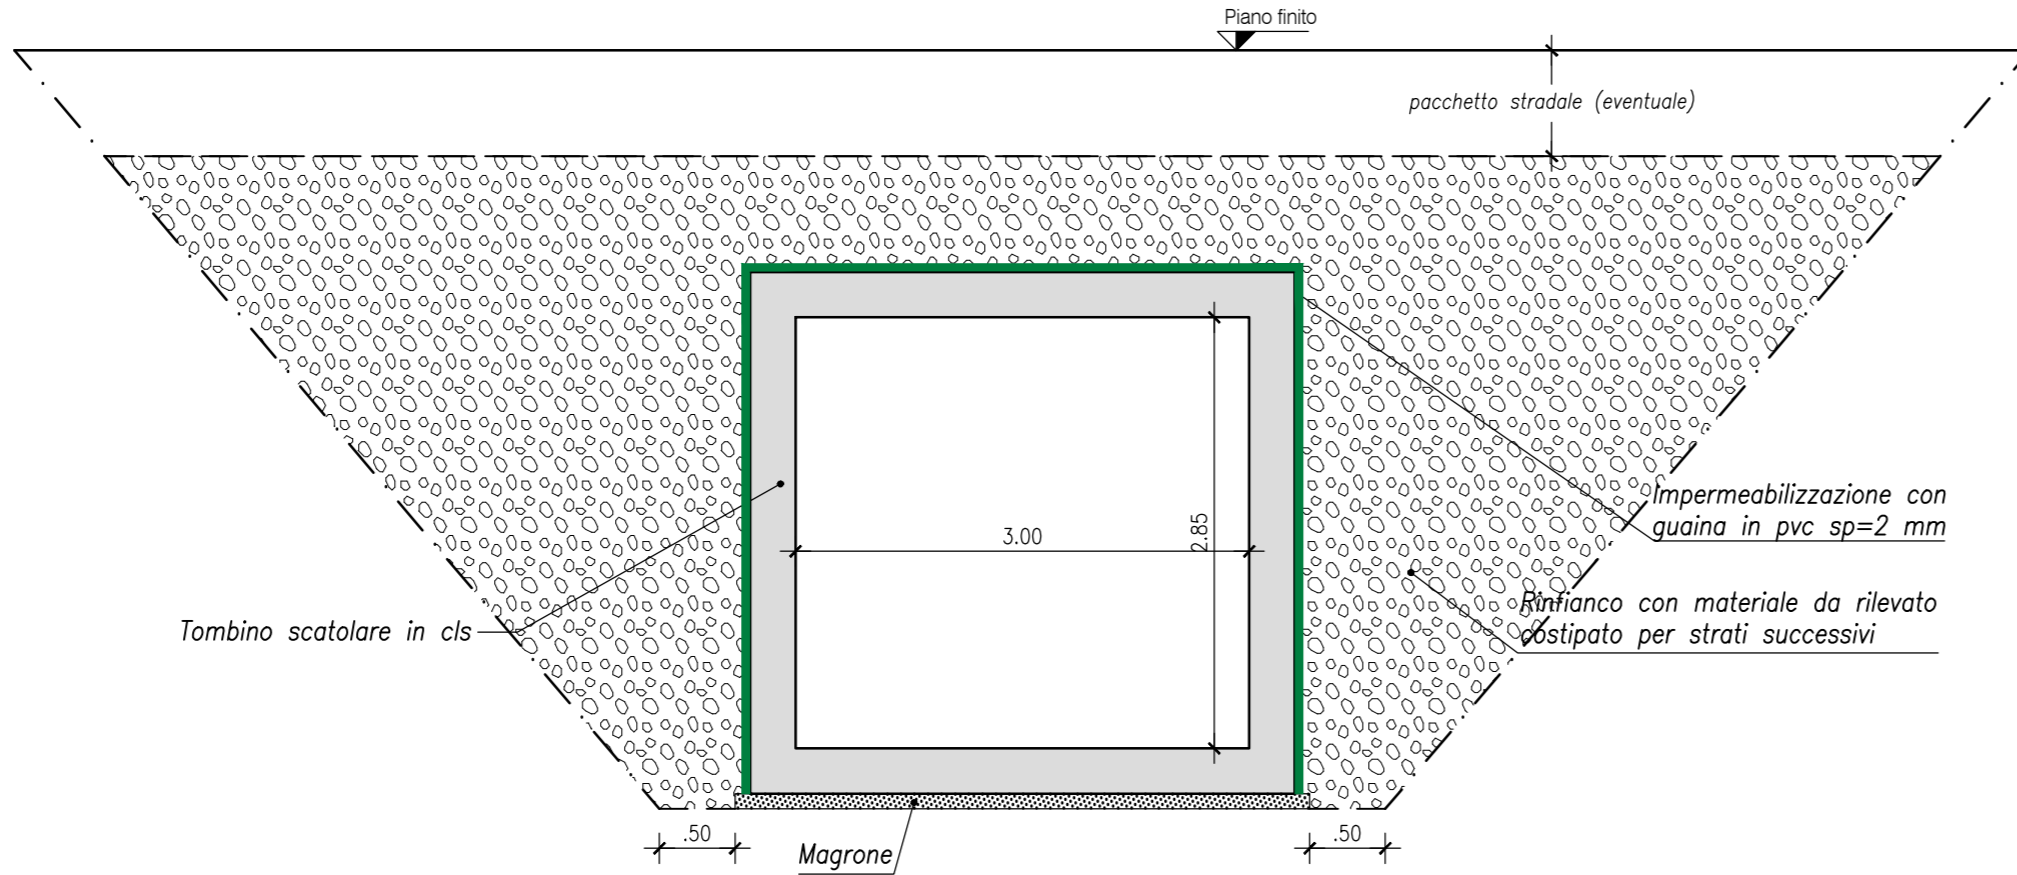 Piano finito
pacchetto stradale (eventuale)
Impermeabilizzazione con
guaina in pvc sp=2 mm
3.00
2.85
Rinfianco con materiale da rilevato
costipato per strati successivi
Tombino scatolare in cls
.50
.50
Magrone